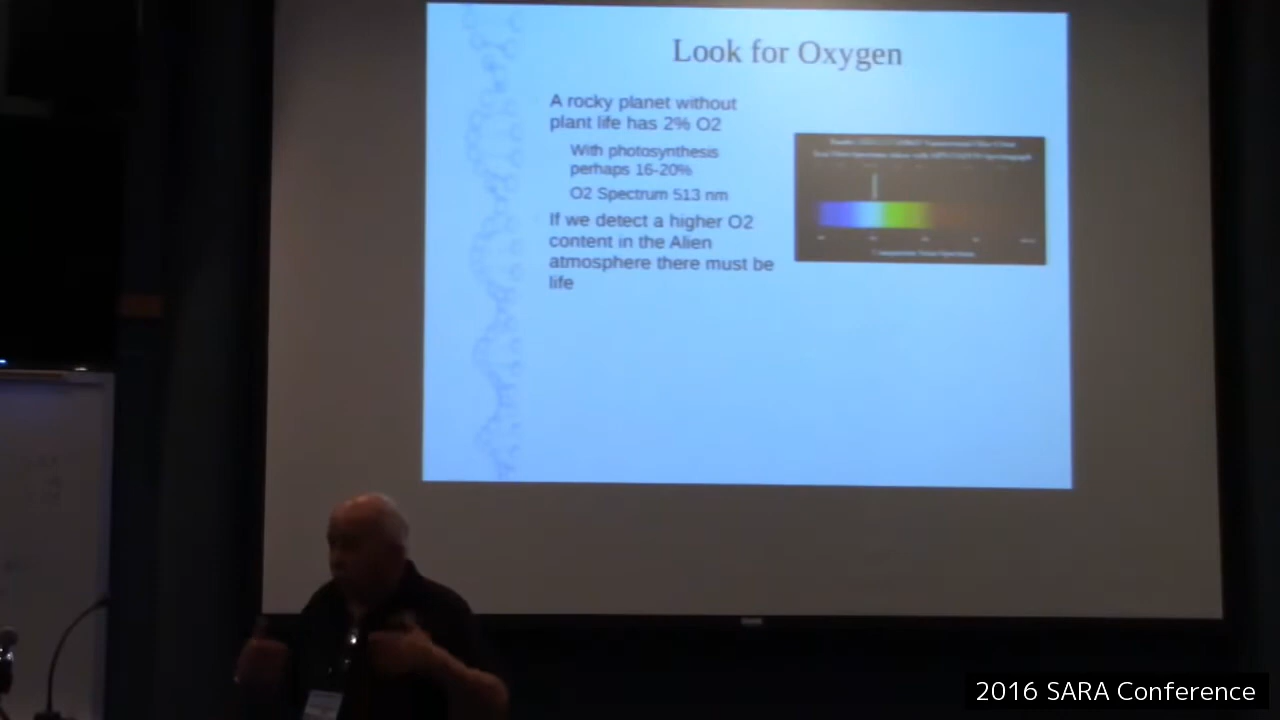 Look for Oxygen
A rocky planet without
plant life has 2% O2
With photosynthesis
perhaps 16-20%
O2 Spectrum 513 nm
If we detect a higher O2
content in the Alien
atmosphere there must be
life
2016 SARA Conference